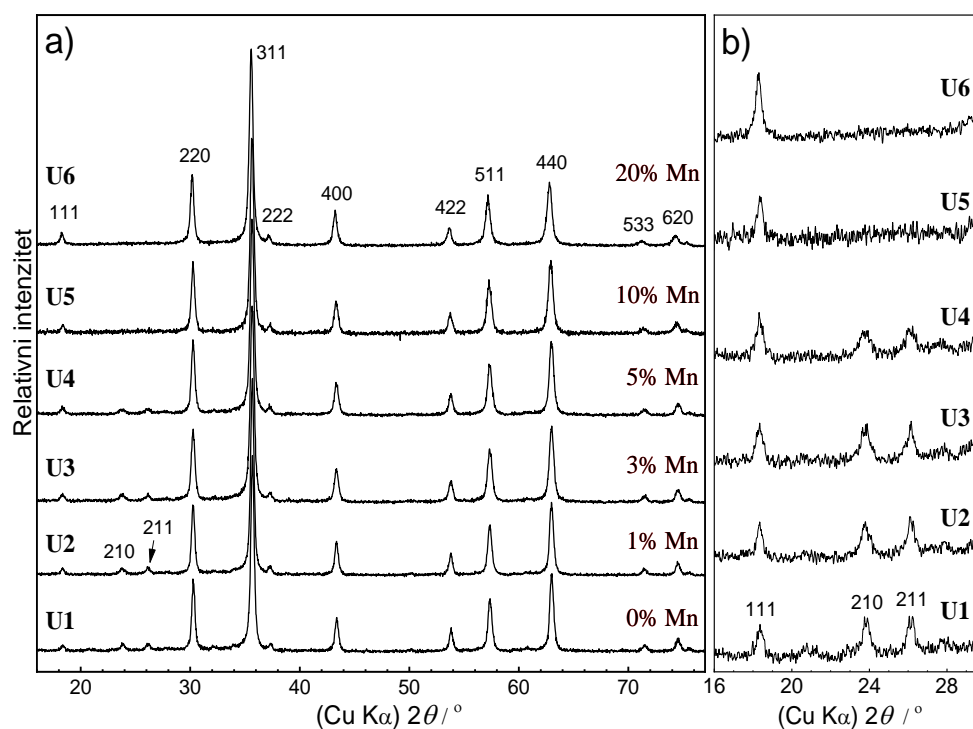 a)
311
220
440
U6
20% Mn
511
111
400
222
422
533
620
U5
10% Mn
U4
5% Mn
U3
3% Mn
211
U2
210
1% Mn
U1
0% Mn
20
30
40
50
60
70
(Cu Kα) 2θ / °
Relativni intenzitet
b)
U6
U5
U4
U3
U2
U1
111
210
211
16
20
24
28
(Cu Kα) 2θ / °